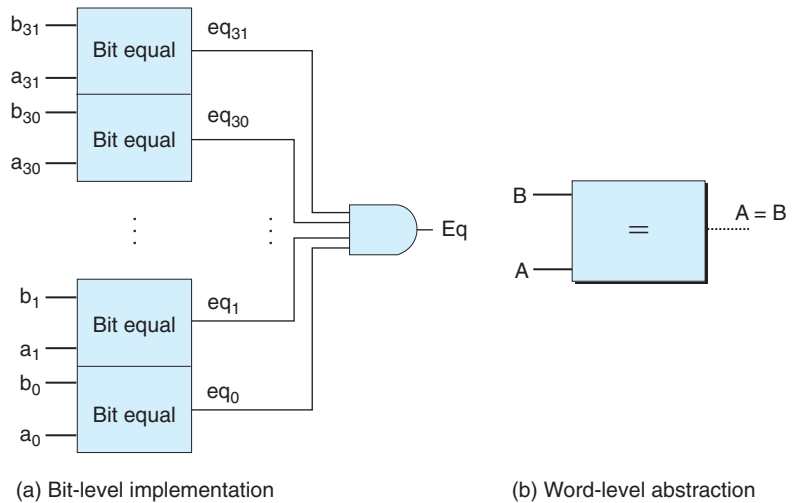 b31
Bit equal
eq31
a31
b30
Bit equal
eq30
a30
B
=
A = B
A
Eq
b1
Bit equal
eq1
a1
b0
Bit equal
eq0
a0
(a) Bit-level implementation
(b) Word-level abstraction